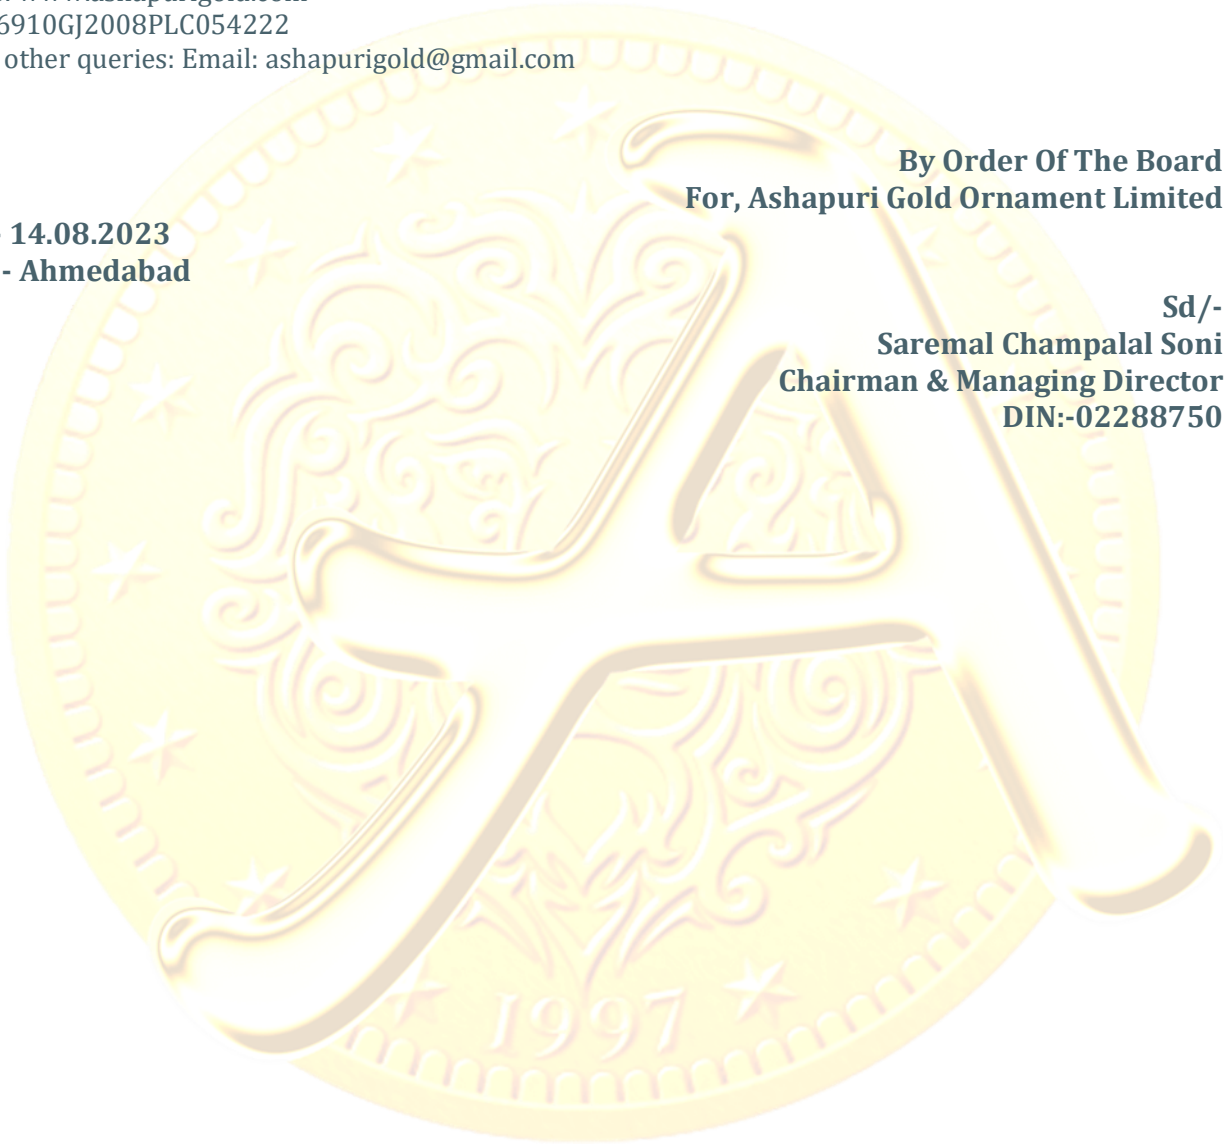 6910GJ2008PLC054222
other queries: Email: ashapurigold@gmail.com
By Order Of The Board
For, Ashapuri Gold Ornament Limited
14.08.2023
- Ahmedabad
Sd/-
Saremal Champalal Soni
Chairman & Managing Director
DIN:-02288750
1997